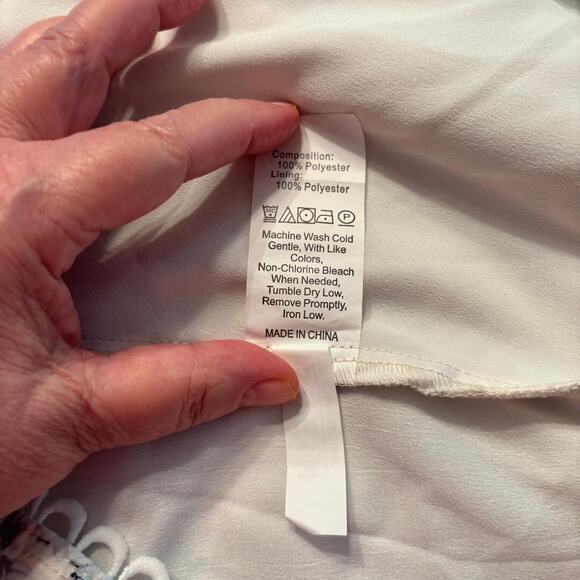 Composition:
100% Polyester
Lining:
100% Polyester
Machine Wash Cold
Gentle, With Like
Colors,
Non-Chlorine Bleach
When Needed,
Tumble Dry Low,
Remove Promptly,
Iron Low.
MADE IN CHINA